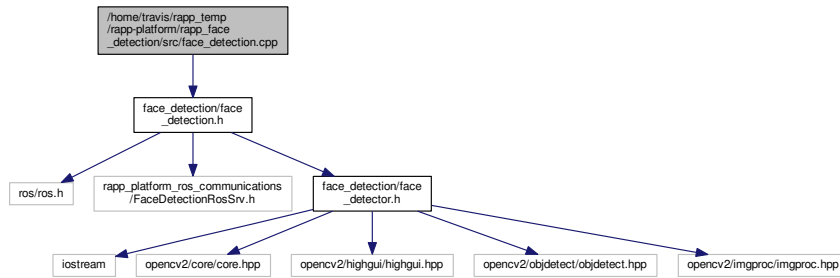 /home/travis/rapp_temp
/rapp-platform/rapp_face
_detection/src/face_detection.cpp
face_detection/face
_detection.h
ros/ros.h
rapp_platform_ros_communications
/FaceDetectionRosSrv.h
face_detection/face
_detector.h
iostream
opencv2/core/core.hpp
opencv2/highgui/highgui.hpp
opencv2/objdetect/objdetect.hpp
opencv2/imgproc/imgproc.hpp